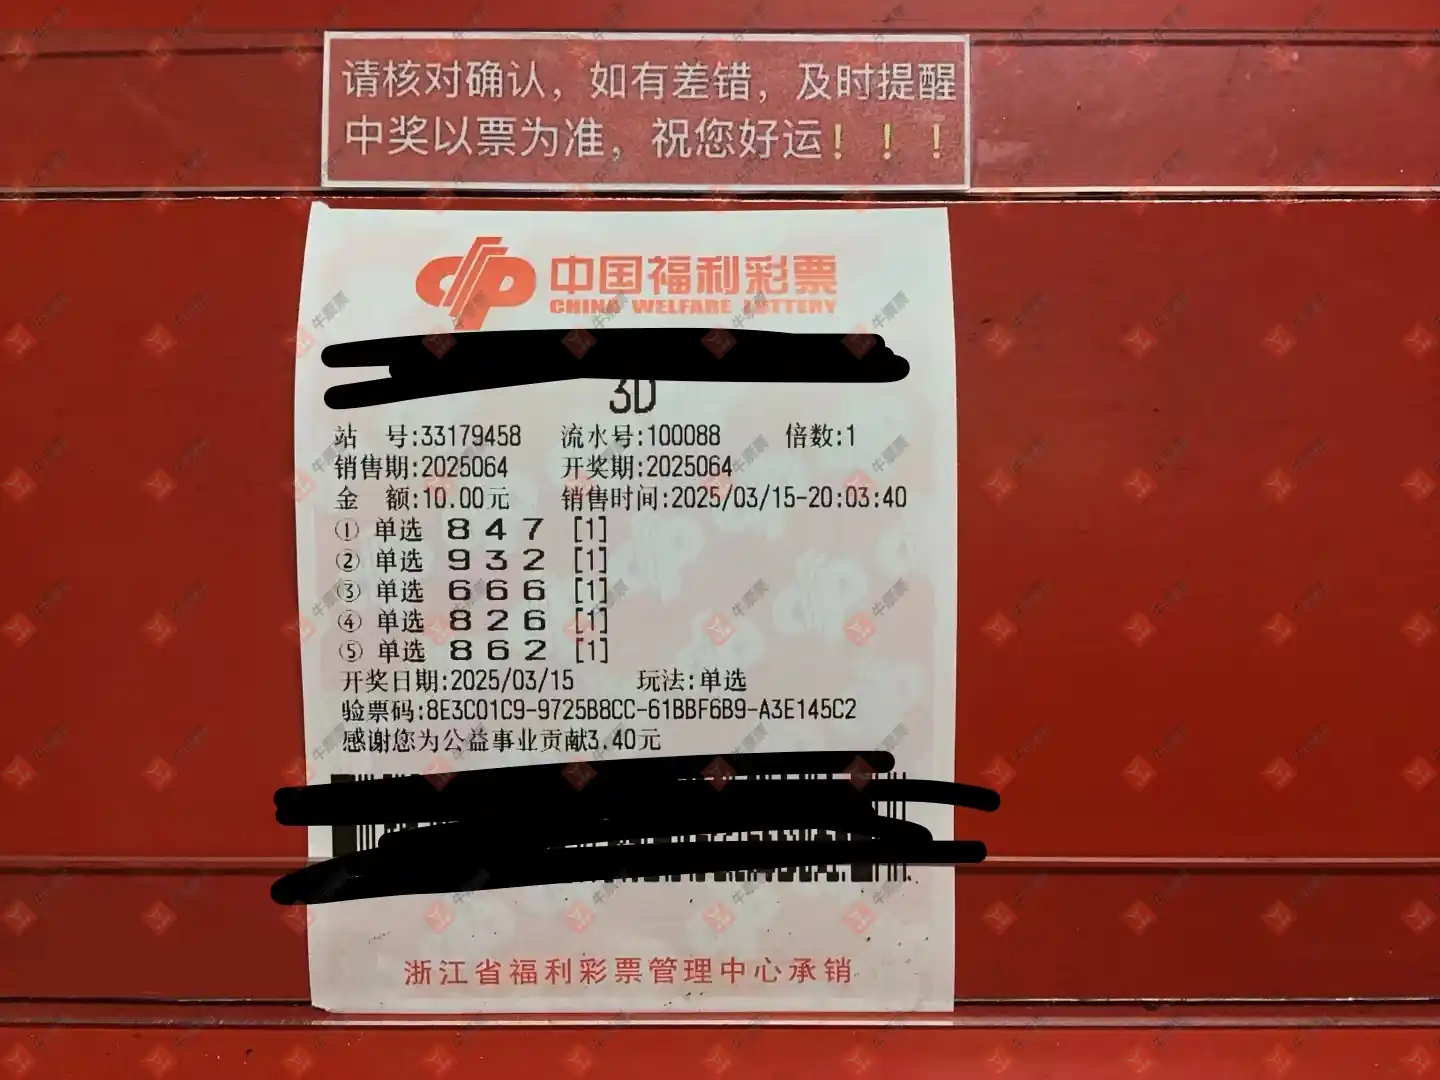 请核对确认，如有差错，及时提醒
中奖以票为准，祝您好运！！！
中国福利彩票
CHINA WELFARE LOTTERY
3D
站 号:33179458 流水号:100088 倍数:1
销售期:2025064 开奖期:2025064
金 额:10.00元 销售时间:2025/03/15-20:03:40
① 单选 8 4 7 [1]
② 单选 9 3 2 [1]
③ 单选 6 6 6 [1]
④ 单选 8 2 6 [1]
⑤ 单选 8 6 2 [1]
开奖日期:2025/03/15 玩法:单选
验票码:8E3C01C9-9725B8CC-61BBF6B9-A3E145C2
感谢您为公益事业贡献3.40元
浙江省福利彩票管理中心承销
牛票票